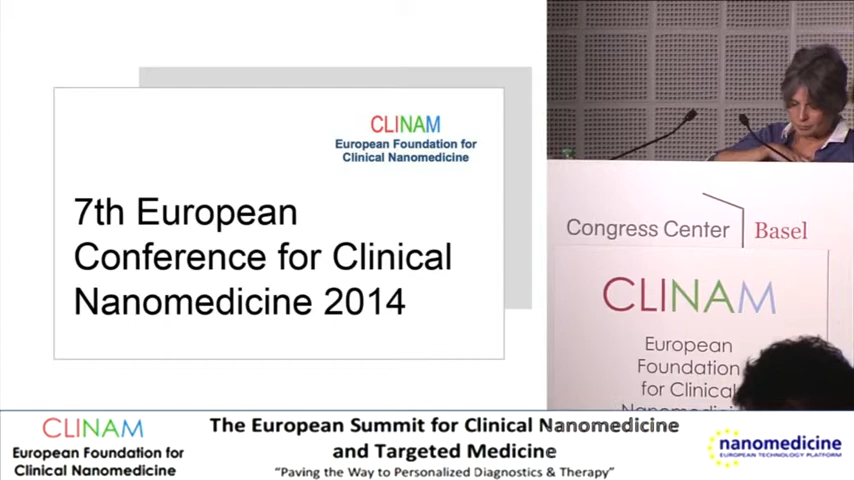 CLINAM
European Foundation for
Clinical Nanomedicine
7th European
Conference for Clinical
Nanomedicine 2014
Congress Center Basel
CLINAM
European
Foundation
for Clinical
CLINAM
European Foundation for
Clinical Nanomedicine
The European Summit for Clinical Nanomedicine
and Targeted Medicine
"Paving the Way to Personalized Diagnostics & Therapy"
nanomedicine
EUROPEAN TECHNOLOGY PLATFORM